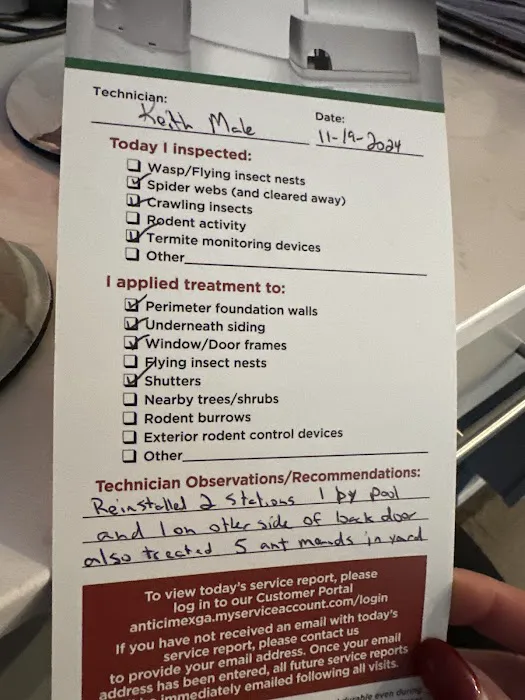 Technician: Keith Male
Date: 11-19-2024
Today I inspected:
Wasp/Flying insect nests
Spider webs (and cleared away)
Crawling insects
Rodent activity
Termite monitoring devices
Other
I applied treatment to:
Perimeter foundation walls
Underneath siding
Window/Door frames
Flying insect nests
Shutters
Nearby trees/shrubs
Rodent burrows
Exterior rodent control devices
Other
Technician Observations/Recommendations:
Reinstalled 2 stations 1 by pool
and 1 on other side of back door
also treated 5 ant mounds in yard
To view today's service report, please
log in to our Customer Portal
anticimexga.myserviceaccount.com/login
If you have not received an email with today's
service report, please contact us
to provide your email address. Once your email
address has been entered, all future service reports
immediately emailed following all visits.
even during